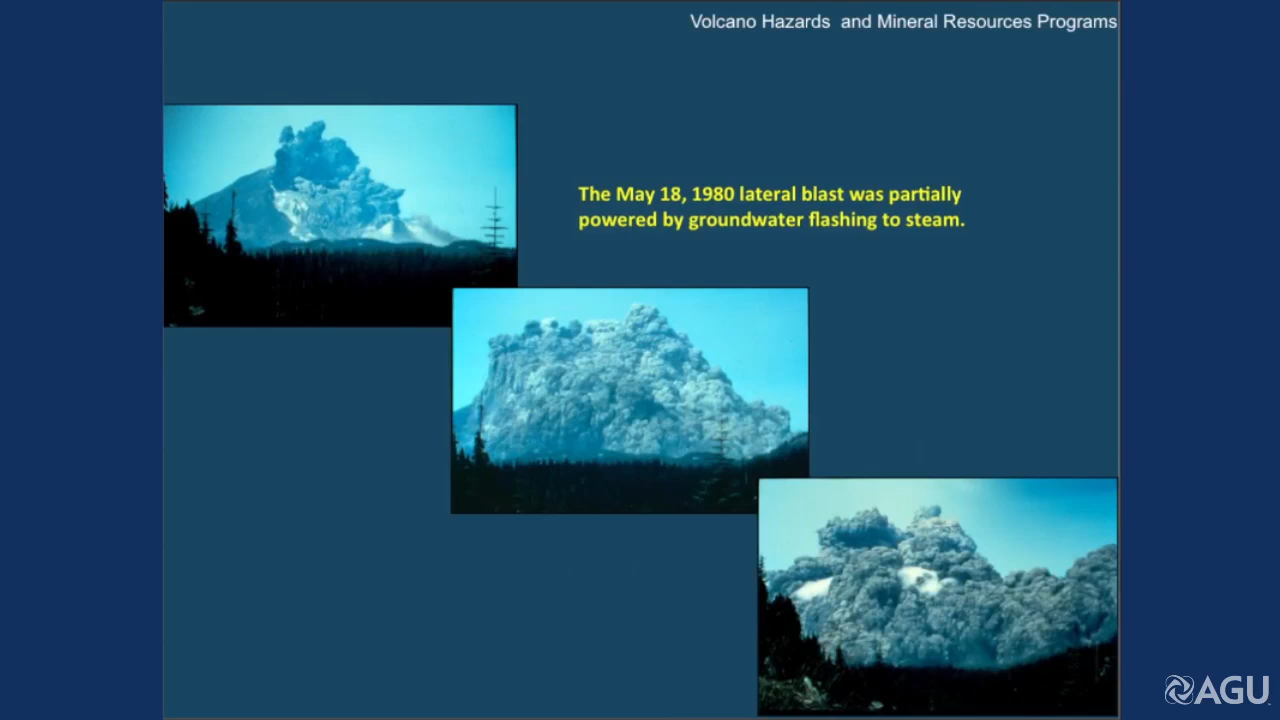 Volcano Hazards  and Mineral Resources Programs
The May 18, 1980 lateral blast was partially
powered by groundwater flashing to steam.
AGU